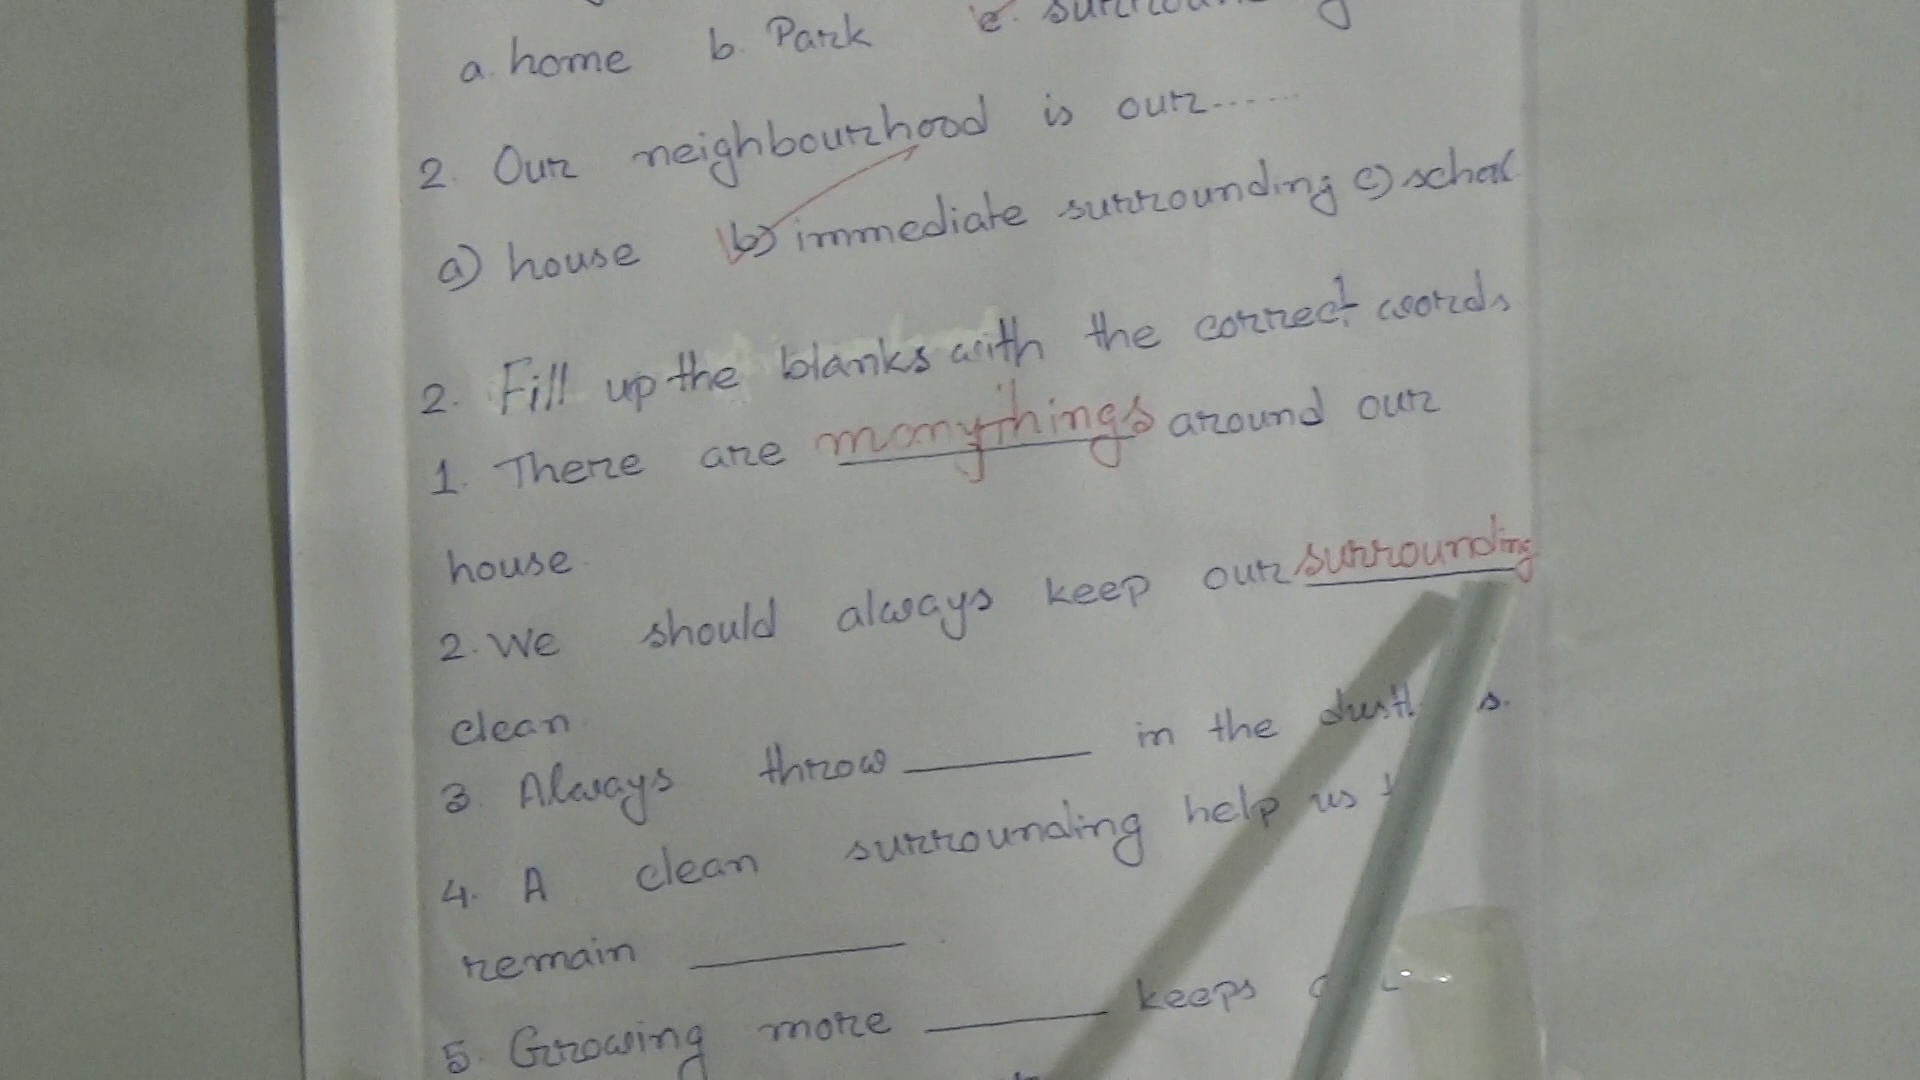 a. home b. Park c.
2. Our neighbourhood is our......
a) house b) immediate surrounding c) school
2. Fill up the blanks with the correct words
1. There are many things around our
house.
2. We should always keep our surrounding
clean.
3. Always throw ______ in the
4. A clean surrounding help us
remain ______.
5. Growing more ______ keeps